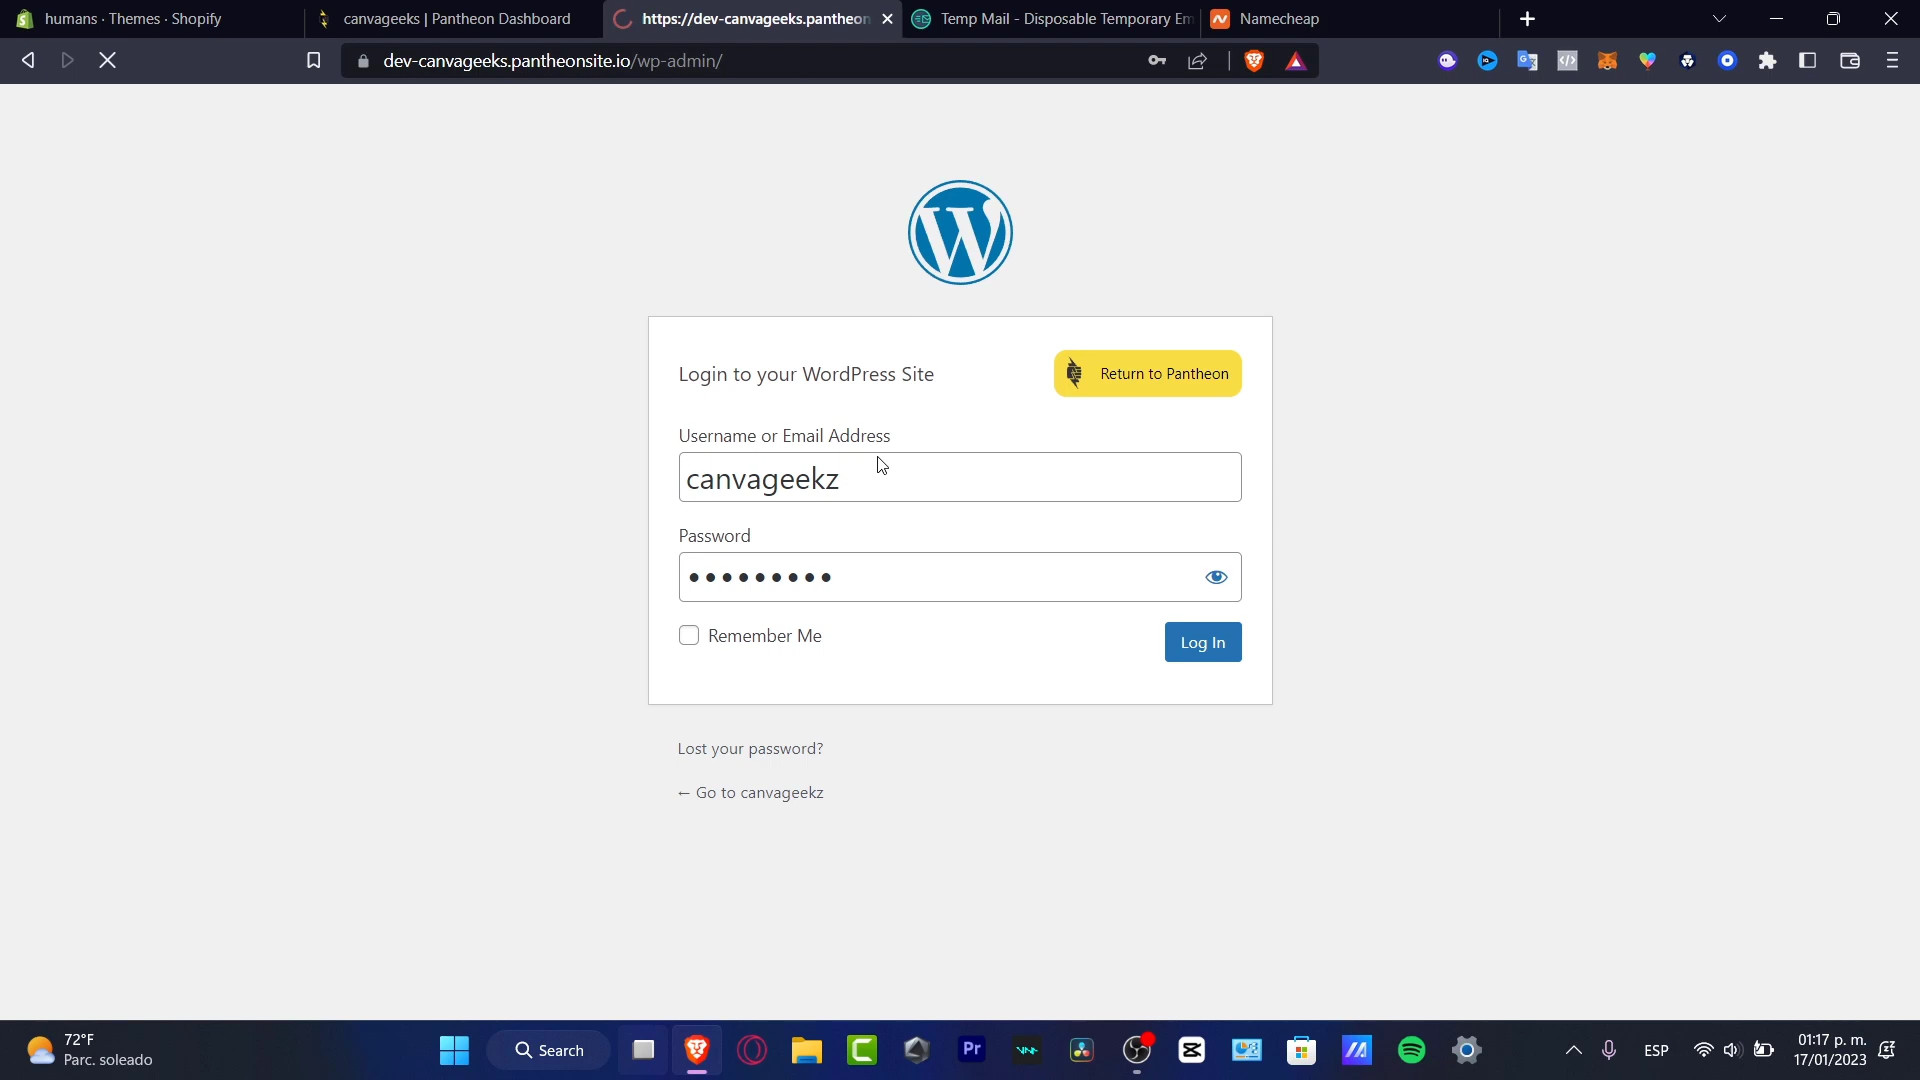 humans · Themes · Shopify
canvageeks | Pantheon Dashboard
https://dev-canvageeks.pantheon
Temp Mail - Disposable Temporary Em
Namecheap
dev-canvageeks.pantheonsite.io/wp-admin/
Login to your WordPress Site
Return to Pantheon
Username or Email Address
canvageekz
Password
Remember Me
Log In
Lost your password?
← Go to canvageekz
72°F
Parc. soleado
Search
Pr
ESP
01:17 p. m.
17/01/2023